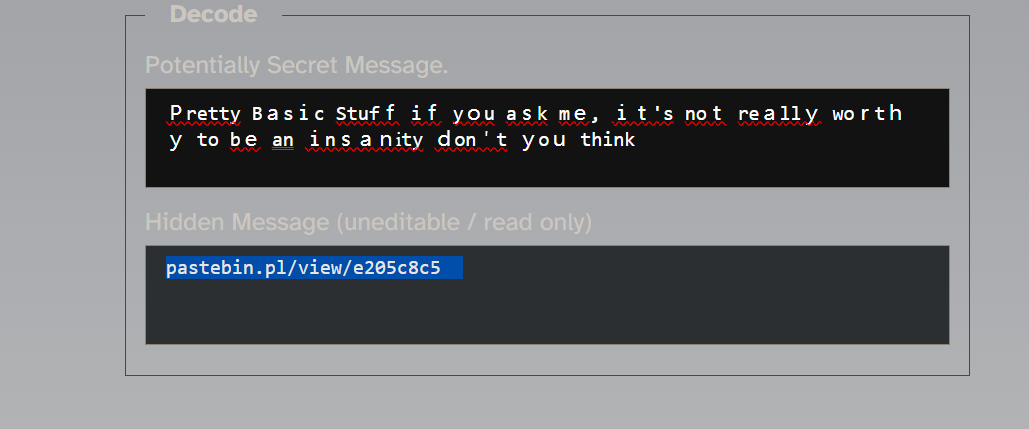 Decode
Potentially Secret Message.
Pretty Basic Stuff if you ask me, it's not really worth
y to be an insanity don't you think
Hidden Message (uneditable / read only)
pastebin.pl/view/e205c8c5